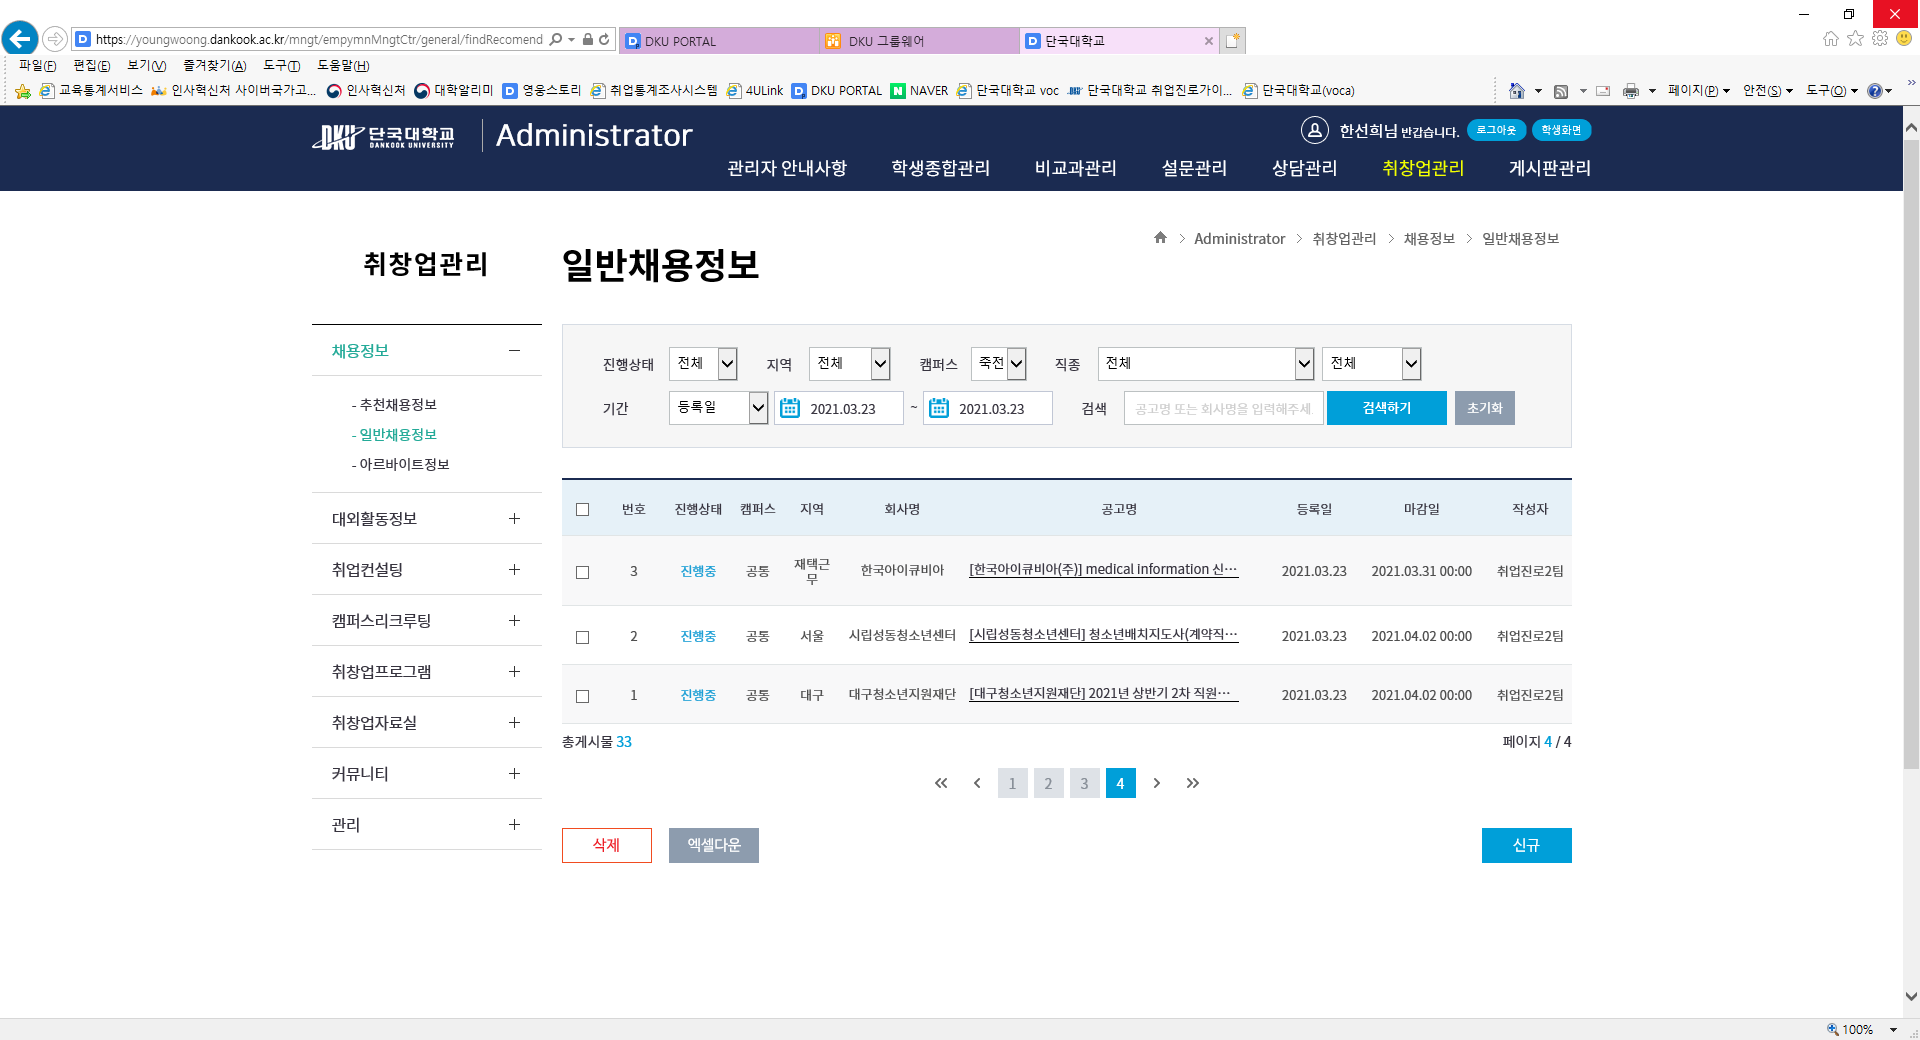 https://youngwoong.dankook.ac.kr/mngt/empymnMngtCtr/general/findRecomend
DKU PORTAL
DKU 그룹웨어
단국대학교
파일(F) 편집(E) 보기(V) 즐겨찾기(A) 도구(T) 도움말(H)
교육통계서비스 인사혁신처 사이버국가고... 인사혁신처 대학알리미 영웅스토리 취업통계조사시스템 4ULink DKU PORTAL NAVER 단국대학교 voc 단국대학교 취업진로가이... 단국대학교(voca) 페이지(P) 안전(S) 도구(O)
DKU 단국대학교 DANKOOK UNIVERSITY Administrator
한선희님 반갑습니다. 로그아웃 학생화면
관리자 안내사항 학생종합관리 비교과관리 설문관리 상담관리 취창업관리 게시판관리
Administrator > 취창업관리 > 채용정보 > 일반채용정보
취창업관리
채용정보
- 추천채용정보
- 일반채용정보
- 아르바이트정보
대외활동정보
취업컨설팅
캠퍼스리크루팅
취창업프로그램
취창업자료실
커뮤니티
관리
일반채용정보
진행상태 전체 지역 전체 캠퍼스 죽전 직종 전체 전체
기간 등록일 2021.03.23 ~ 2021.03.23 검색 공고명 또는 회사명을 입력해주세. 검색하기 초기화
번호 진행상태 캠퍼스 지역 회사명 공고명 등록일 마감일 작성자
3 진행중 공통 재택근무 한국아이큐비아 [한국아이큐비아(주)] medical information 신… 2021.03.23 2021.03.31 00:00 취업진로2팀
2 진행중 공통 서울 시립성동청소년센터 [시립성동청소년센터] 청소년배치지도사(계약직… 2021.03.23 2021.04.02 00:00 취업진로2팀
1 진행중 공통 대구 대구청소년지원재단 [대구청소년지원재단] 2021년 상반기 2차 직원… 2021.03.23 2021.04.02 00:00 취업진로2팀
총게시물 33
페이지 4 / 4
1 2 3 4
삭제 엑셀다운 신규
100%